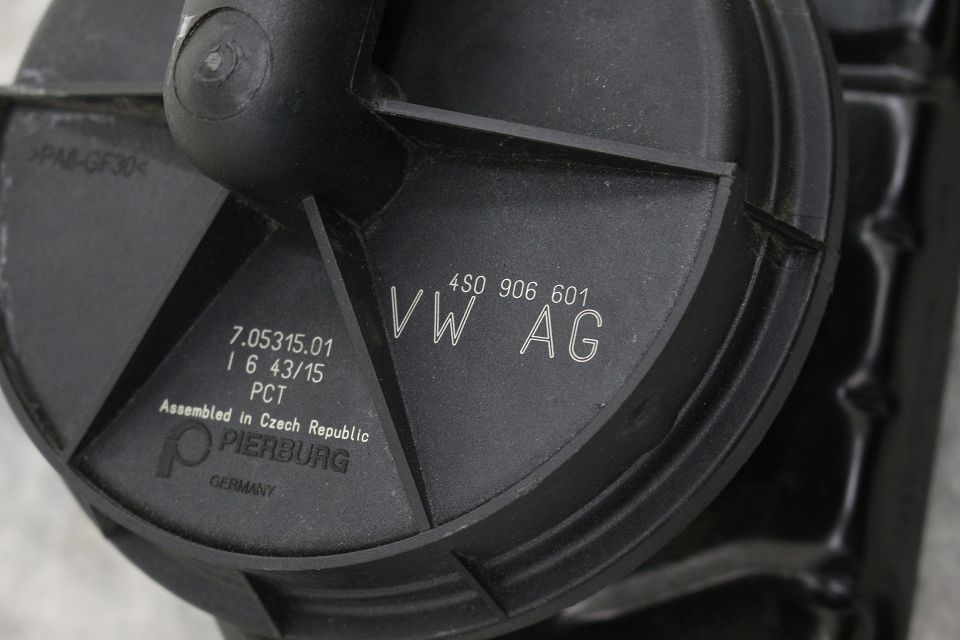 >PA6-GF30<
4S0 906 601
VW AG
7.05315.01
I 6 43/15
PCT
Assembled in Czech Republic
PIERBURG
GERMANY